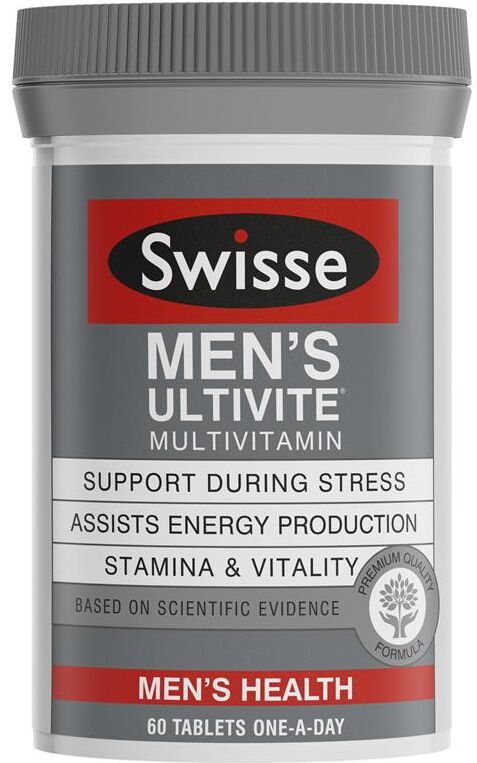 Swisse
MEN'S
ULTIVITE®
MULTIVITAMIN
SUPPORT DURING STRESS
ASSISTS ENERGY PRODUCTION
STAMINA & VITALITY
BASED ON SCIENTIFIC EVIDENCE
PREMIUM QUALITY
FORMULA
MEN'S HEALTH
60 TABLETS ONE-A-DAY